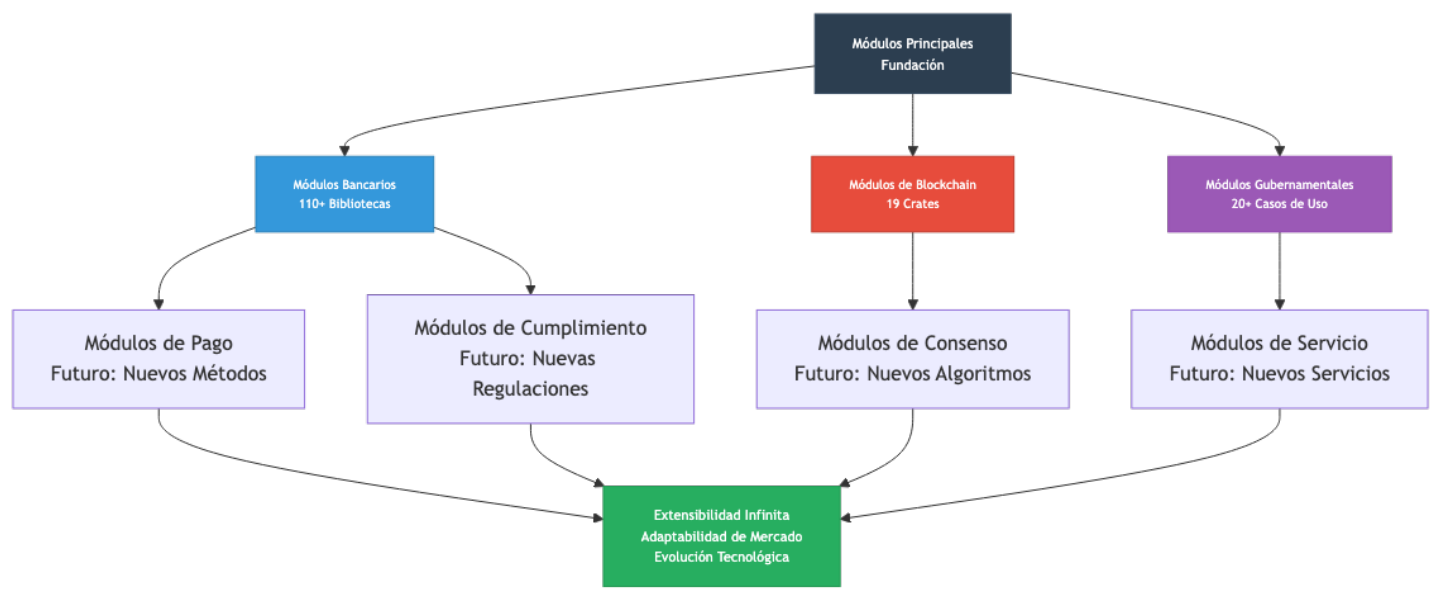 Módulos Principales
Fundación
Módulos Bancarios
110+ Bibliotecas
Módulos de Blockchain
19 Crates
Módulos Gubernamentales
20+ Casos de Uso
Módulos de Pago
Futuro: Nuevos Métodos
Módulos de Cumplimiento
Futuro: Nuevas
Regulaciones
Módulos de Consenso
Futuro: Nuevos Algoritmos
Módulos de Servicio
Futuro: Nuevos Servicios
Extensibilidad Infinita
Adaptabilidad de Mercado
Evolución Tecnológica